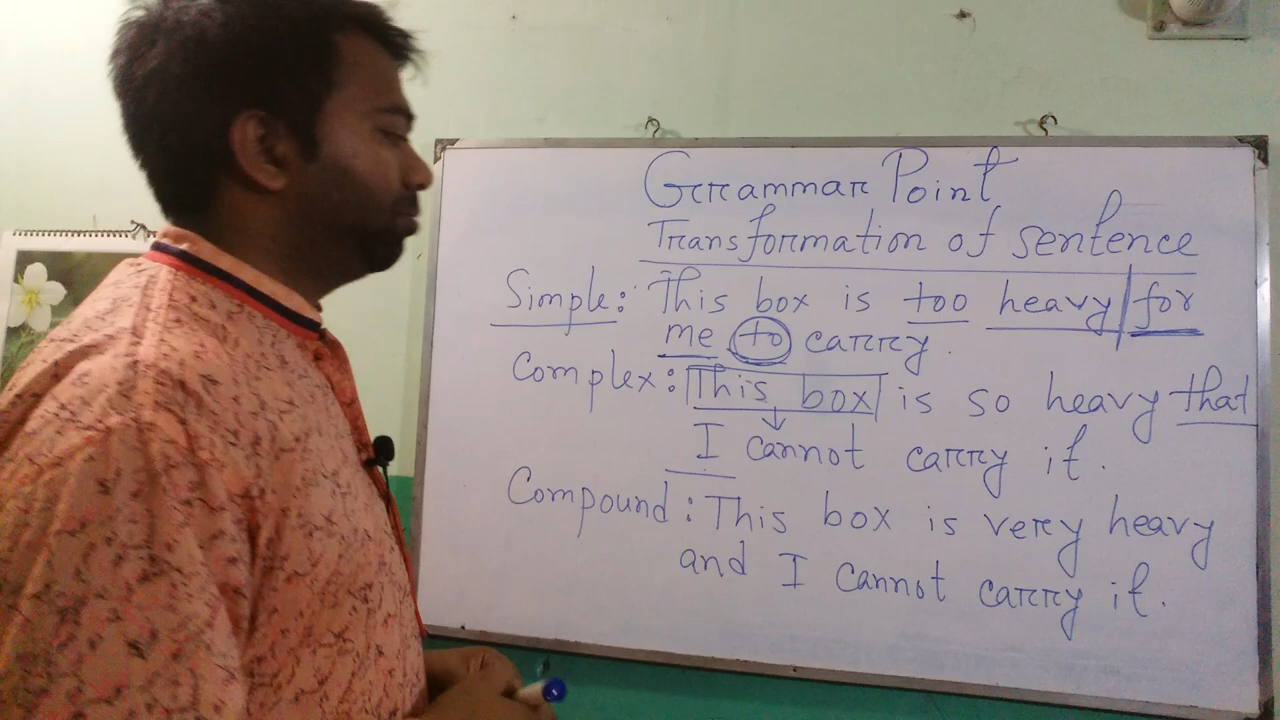 Grammar Point
Transformation of sentence
Simple: This box is too heavy for
me to carry.
Complex: This box is so heavy that
I cannot carry it.
Compound: This box is very heavy
and I cannot carry it.